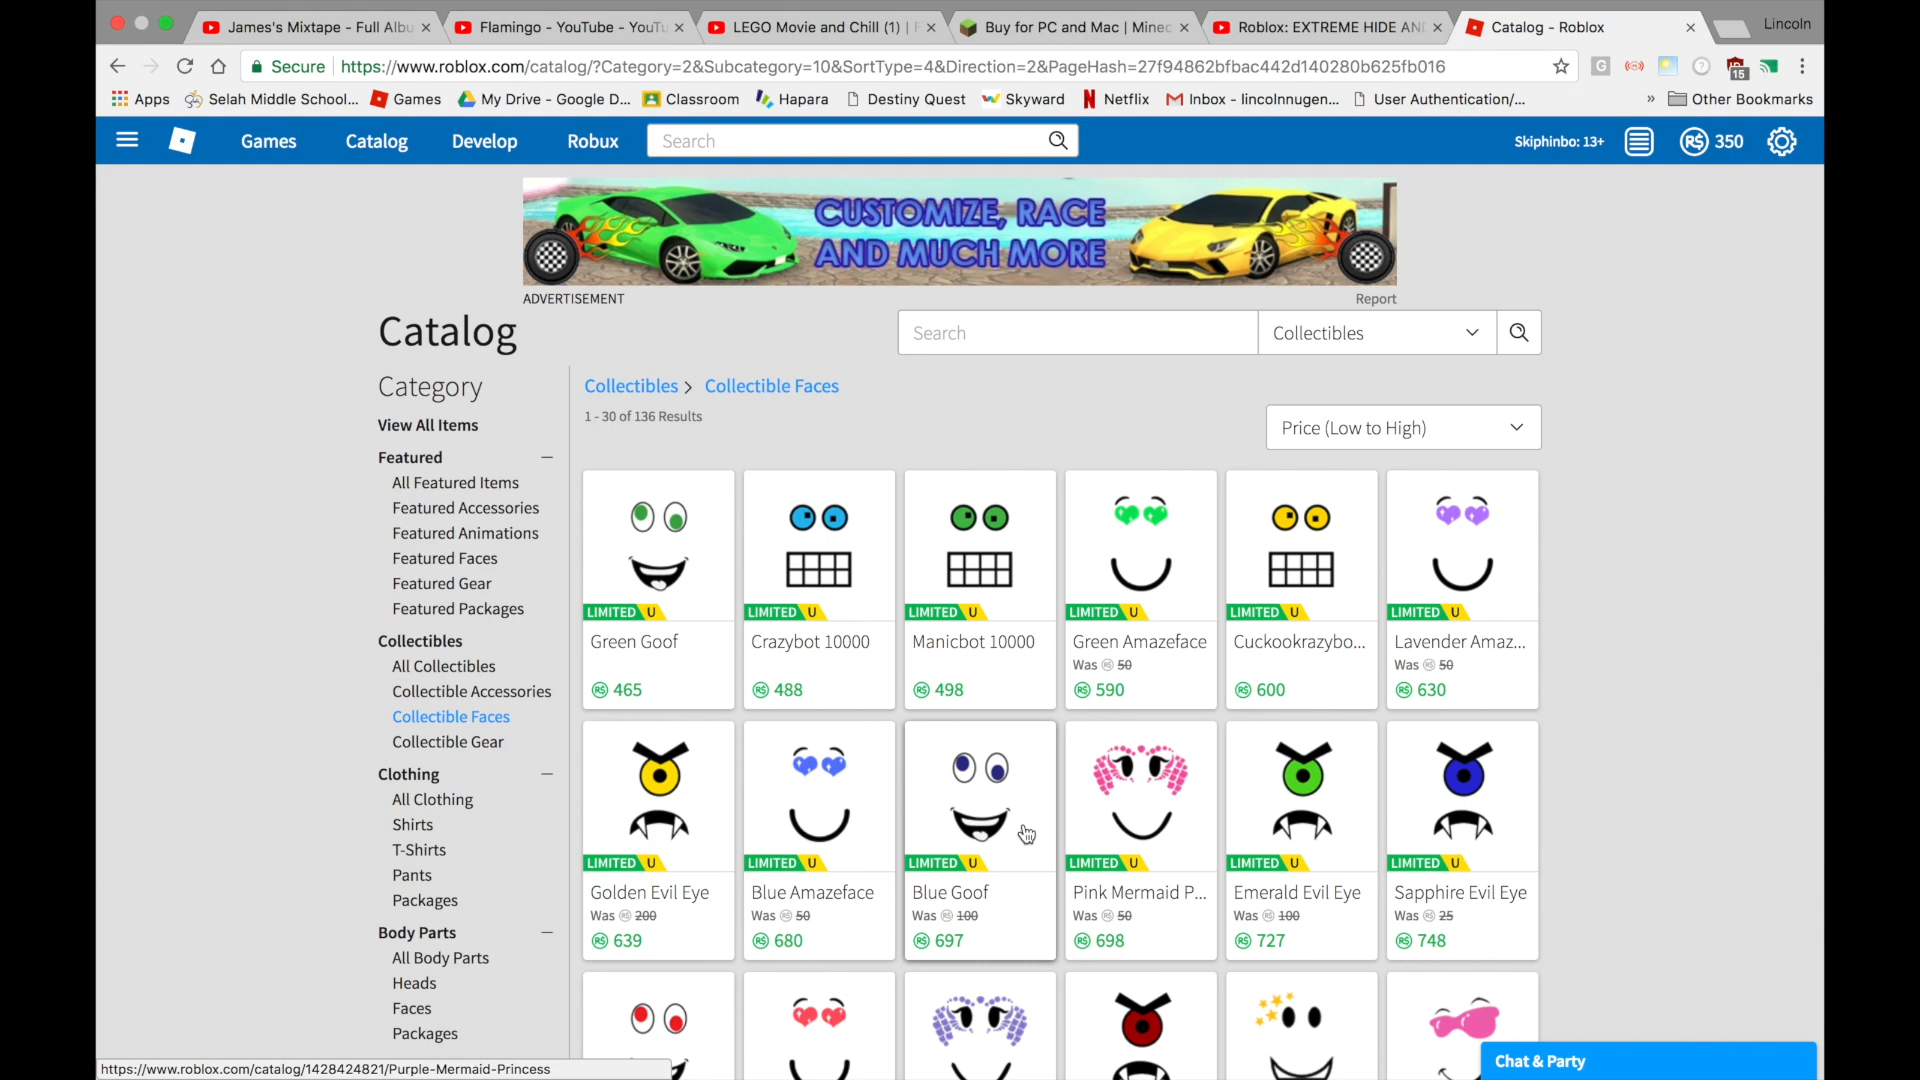 James's Mixtape - Full Albu
Flamingo - YouTube - YouTu
LEGO Movie and Chill (1) | F
Buy for PC and Mac | Minec
Roblox: EXTREME HIDE AND
Catalog - Roblox
Lincoln
Secure
https://www.roblox.com/catalog/?Category=2&Subcategory=10&SortType=4&Direction=2&PageHash=27f94862bfbac442d140280b625fb016
15
Apps
Selah Middle School...
Games
My Drive - Google D...
Classroom
Hapara
Destiny Quest
Skyward
Netflix
Inbox - lincolnnugen...
User Authentication/...
»
Other Bookmarks
Games
Catalog
Develop
Robux
Search
Skiphinbo: 13+
R$ 350
CUSTOMIZE, RACE
AND MUCH MORE
ADVERTISEMENT
Report
Catalog
Search
Collectibles
Category
View All Items
Featured
All Featured Items
Featured Accessories
Featured Animations
Featured Faces
Featured Gear
Featured Packages
Collectibles
All Collectibles
Collectible Accessories
Collectible Faces
Collectible Gear
Clothing
All Clothing
Shirts
T-Shirts
Pants
Packages
Body Parts
All Body Parts
Heads
Faces
Packages
Collectibles > Collectible Faces
1 - 30 of 136 Results
Price (Low to High)
LIMITED U
Green Goof
R$ 465
LIMITED U
Crazybot 10000
R$ 488
LIMITED U
Manicbot 10000
R$ 498
LIMITED U
Green Amazeface
Was R$ 50
R$ 590
LIMITED U
Cuckookrazybo...
R$ 600
LIMITED U
Lavender Amaz...
Was R$ 50
R$ 630
LIMITED U
Golden Evil Eye
Was R$ 200
R$ 639
LIMITED U
Blue Amazeface
Was R$ 50
R$ 680
LIMITED U
Blue Goof
Was R$ 100
R$ 697
LIMITED U
Pink Mermaid P...
Was R$ 50
R$ 698
LIMITED U
Emerald Evil Eye
Was R$ 100
R$ 727
LIMITED U
Sapphire Evil Eye
Was R$ 25
R$ 748
https://www.roblox.com/catalog/1428424821/Purple-Mermaid-Princess
Chat & Party